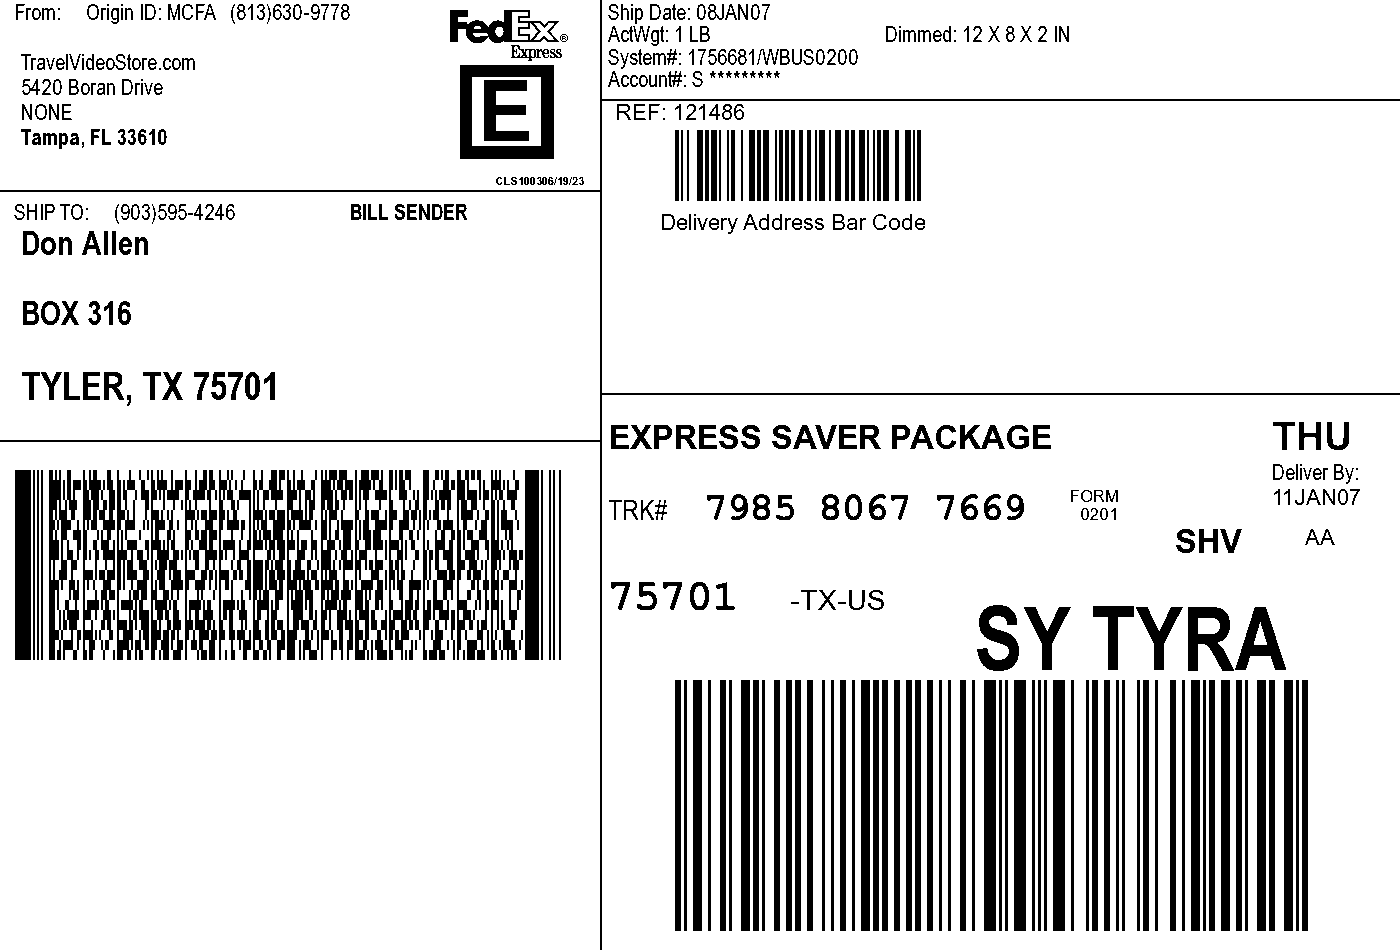 From: Origin ID: MCFA (813)630-9778
TravelVideoStore.com
5420 Boran Drive
NONE
Tampa, FL 33610
FedEx®
Express
E
CLS100306/19/23
SHIP TO: (903)595-4246 BILL SENDER
Don Allen
BOX 316
TYLER, TX 75701
Ship Date: 08JAN07
ActWgt: 1 LB Dimmed: 12 X 8 X 2 IN
System#: 1756681/WBUS0200
Account#: S *********
REF: 121486
Delivery Address Bar Code
EXPRESS SAVER PACKAGE
THU
Deliver By:
11JAN07
TRK# 7985 8067 7669 FORM
0201
SHV AA
75701 -TX-US
SY TYRA